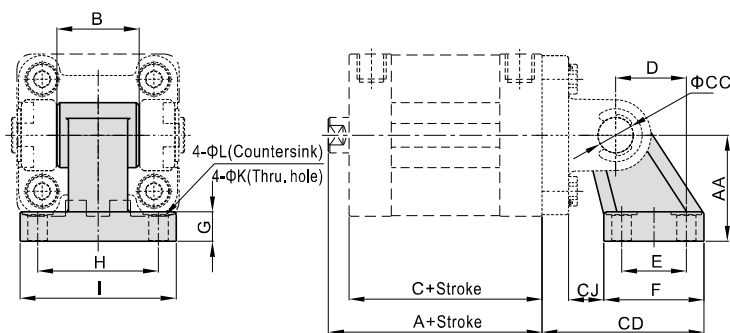 B
4-ΦL(Countersink)
4-ΦK(Thru. hole)
G
H
I
D
ΦCC
AA
E
C+Stroke
CJ
F
A+Stroke
CD